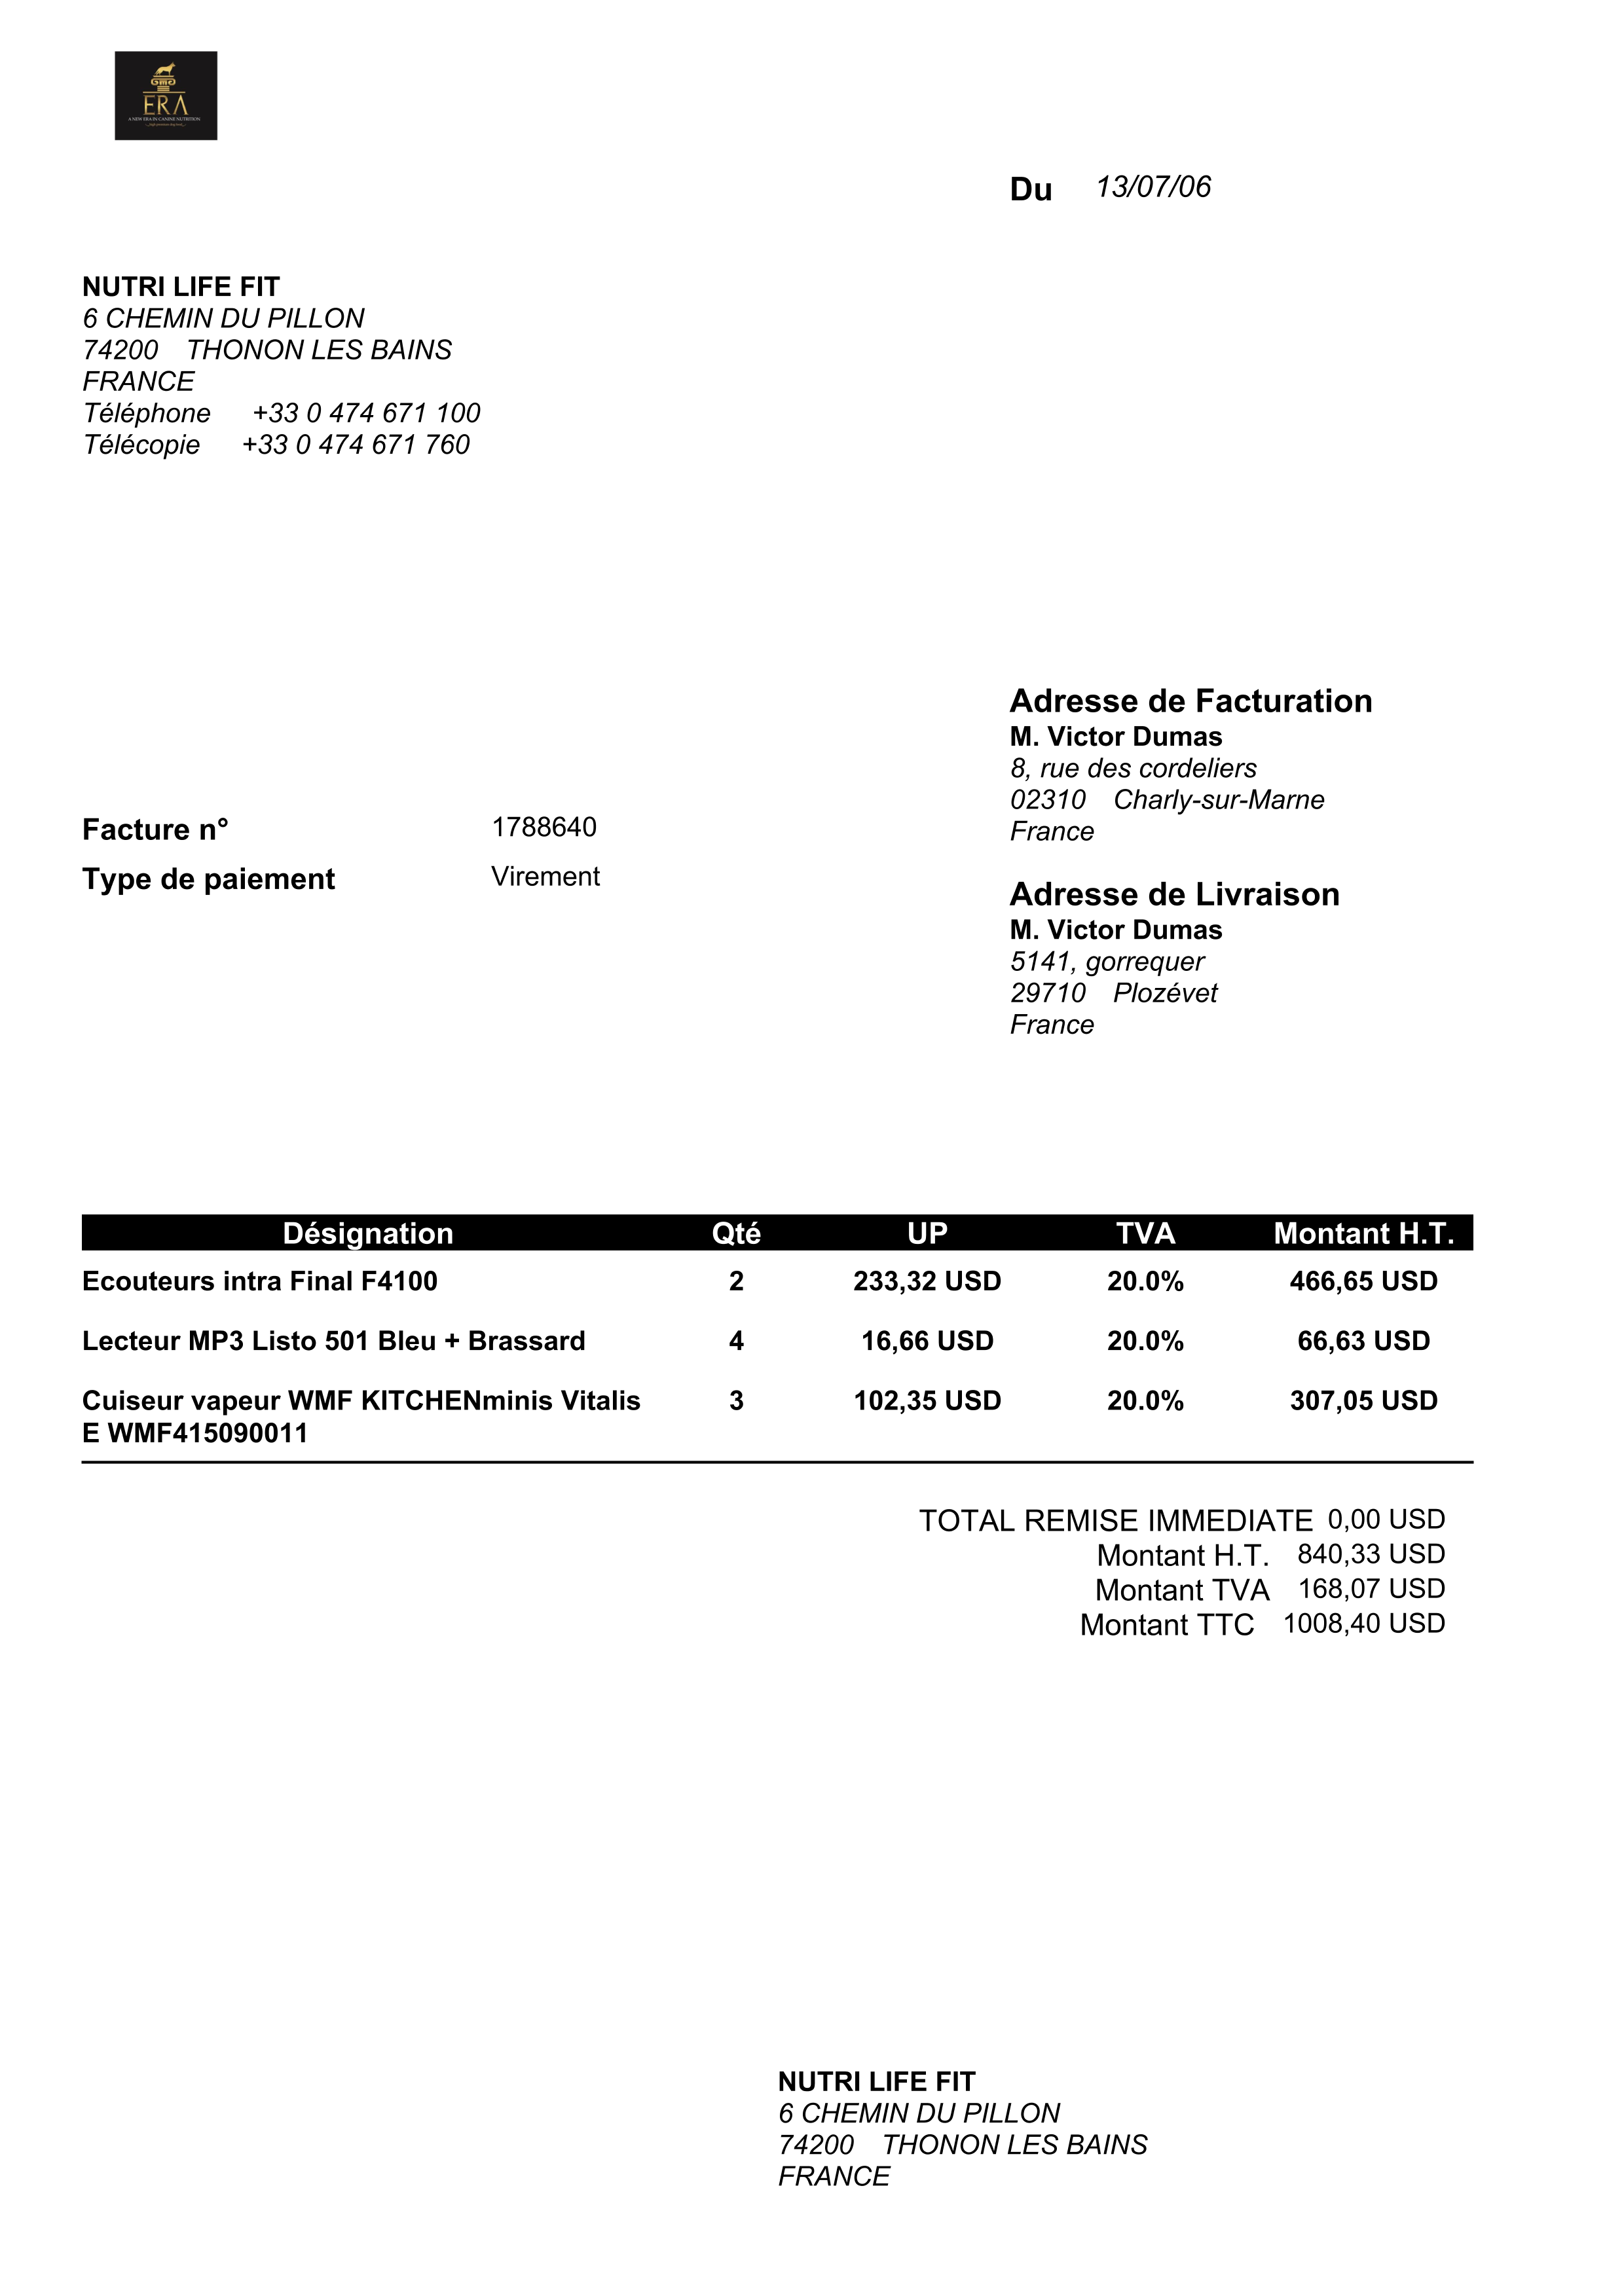 ERA
A NEW ERA IN CANINE NUTRITION
Du 13/07/06
NUTRI LIFE FIT
6 CHEMIN DU PILLON
74200 THONON LES BAINS
FRANCE
Téléphone +33 0 474 671 100
Télécopie +33 0 474 671 760
Adresse de Facturation
M. Victor Dumas
8, rue des cordeliers
02310 Charly-sur-Marne
France
Facture n° 1788640
Type de paiement Virement
Adresse de Livraison
M. Victor Dumas
5141, gorrequer
29710 Plozévet
France
Désignation Qté UP TVA Montant H.T.
Ecouteurs intra Final F4100 2 233,32 USD 20.0% 466,65 USD
Lecteur MP3 Listo 501 Bleu + Brassard 4 16,66 USD 20.0% 66,63 USD
Cuiseur vapeur WMF KITCHENminis Vitalis 3 102,35 USD 20.0% 307,05 USD
E WMF415090011
TOTAL REMISE IMMEDIATE 0,00 USD
Montant H.T. 840,33 USD
Montant TVA 168,07 USD
Montant TTC 1008,40 USD
NUTRI LIFE FIT
6 CHEMIN DU PILLON
74200 THONON LES BAINS
FRANCE